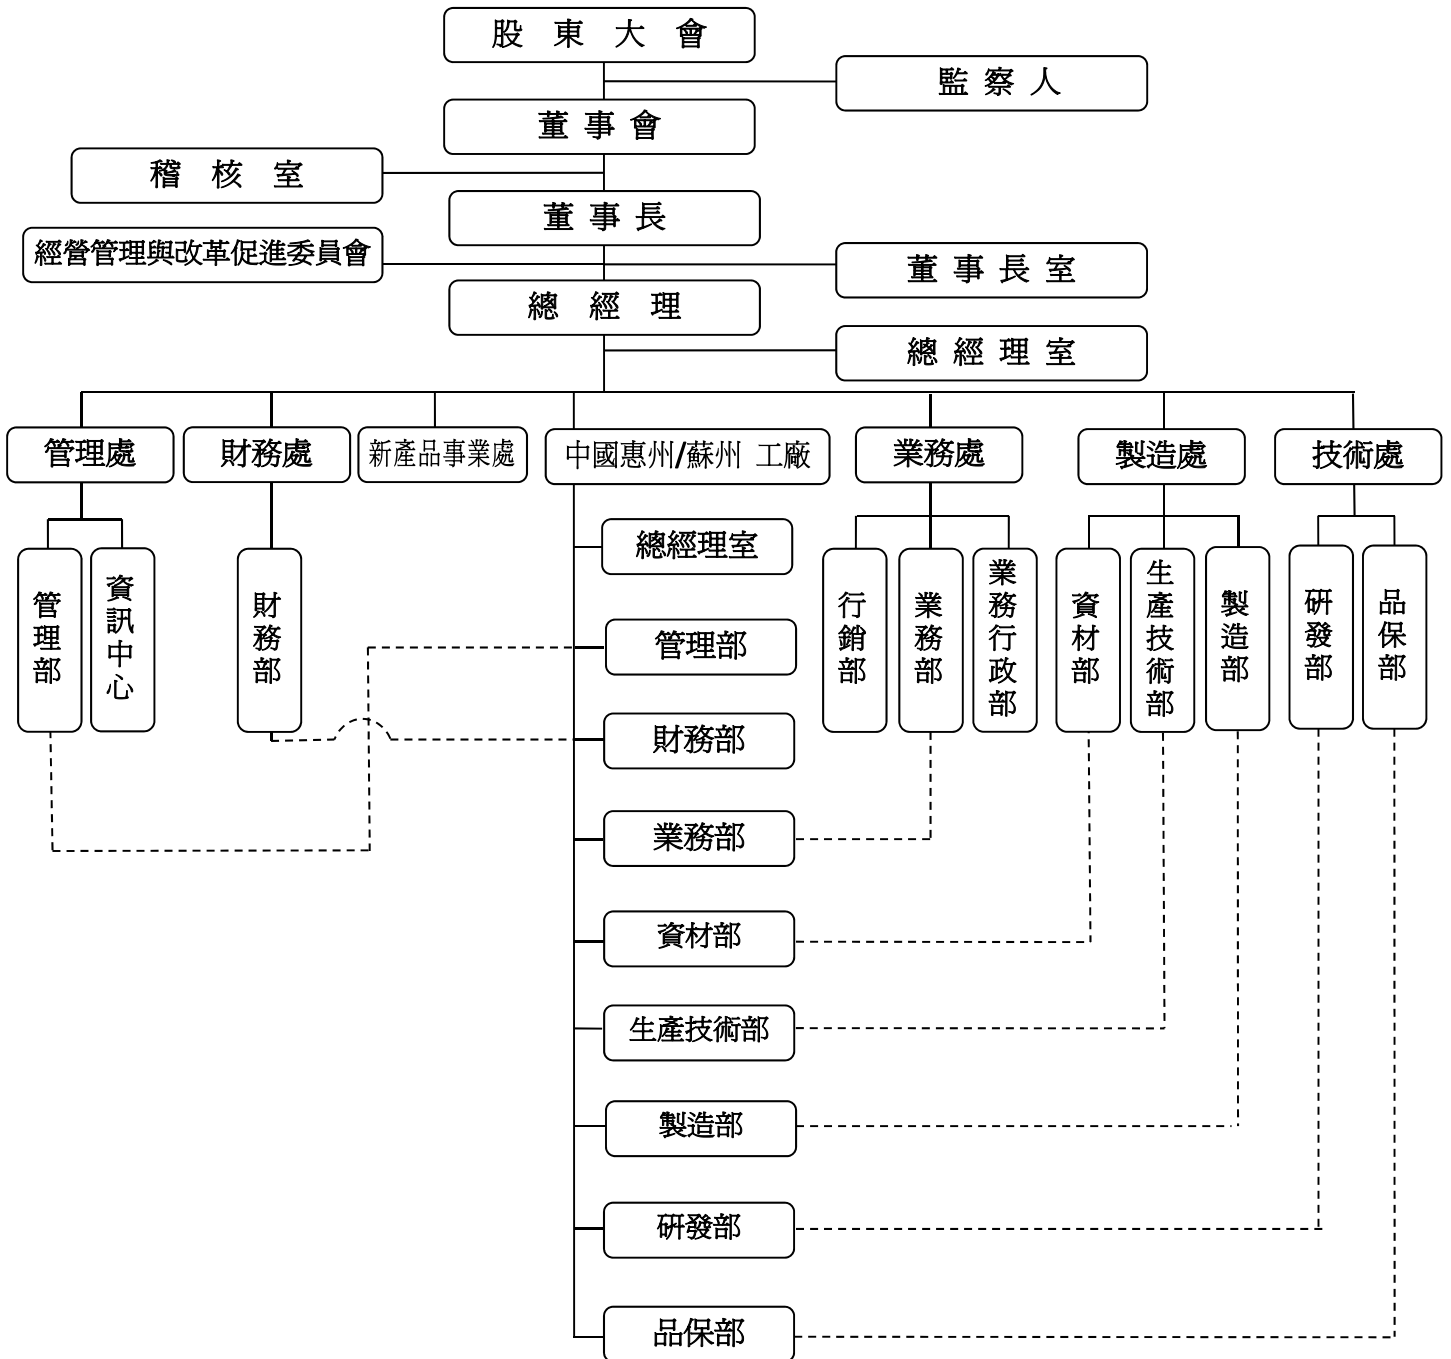 股 東 大 會
監 察 人
董 事 會
稽 核 室
董 事 長
經營管理與改革促進委員會
董 事 長 室
總 經 理
總 經 理 室
管理處
財務處
新產品事業處
中國惠州/蘇州 工廠
業務處
製造處
技術處
管理部
資訊中心
財務部
總經理室
管理部
財務部
業務部
資材部
生產技術部
製造部
研發部
品保部
行銷部
業務部
業務行政部
資材部
生產技術部
製造部
研發部
品保部